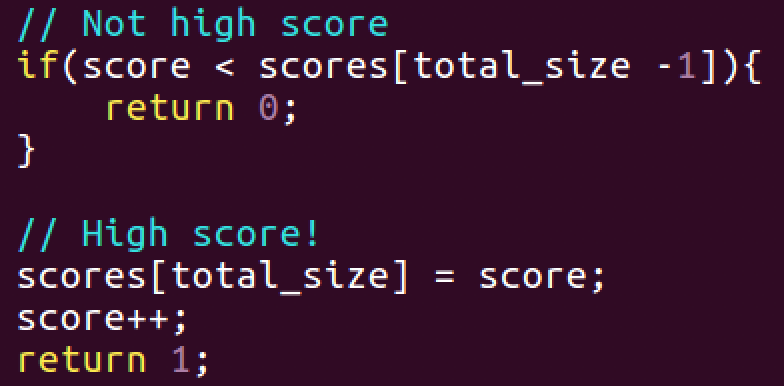 // Not high score
if(score < scores[total_size -1]){
    return 0;
}

// High score!
scores[total_size] = score;
score++;
return 1;